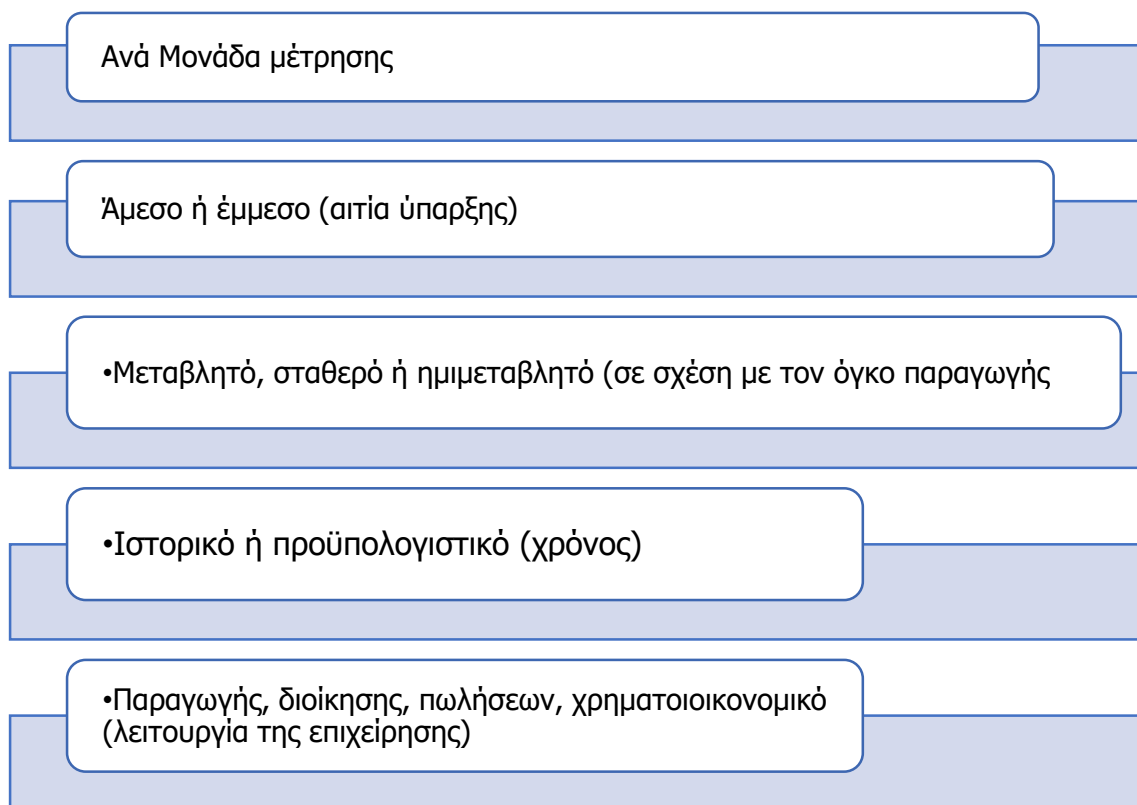 Ανά Μονάδα μέτρησης
Άμεσο ή έμμεσο (αιτία ύπαρξης)
•Μεταβλητό, σταθερό ή ημιμεταβλητό (σε σχέση με τον όγκο παραγωγής
•Ιστορικό ή προϋπολογιστικό (χρόνος)
•Παραγωγής, διοίκησης, πωλήσεων, χρηματοιοικονομικό
(λειτουργία της επιχείρησης)